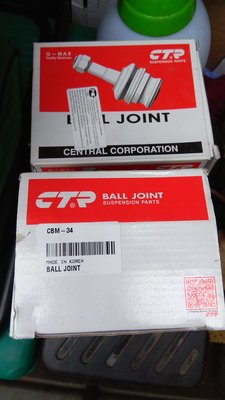 G-MAX
CTR
SUSPENSION PARTS
BALL JOINT
CENTRAL CORPORATION
CTR
BALL JOINT
SUSPENSION PARTS
CBM-34
MADE IN KOREA
BALL JOINT